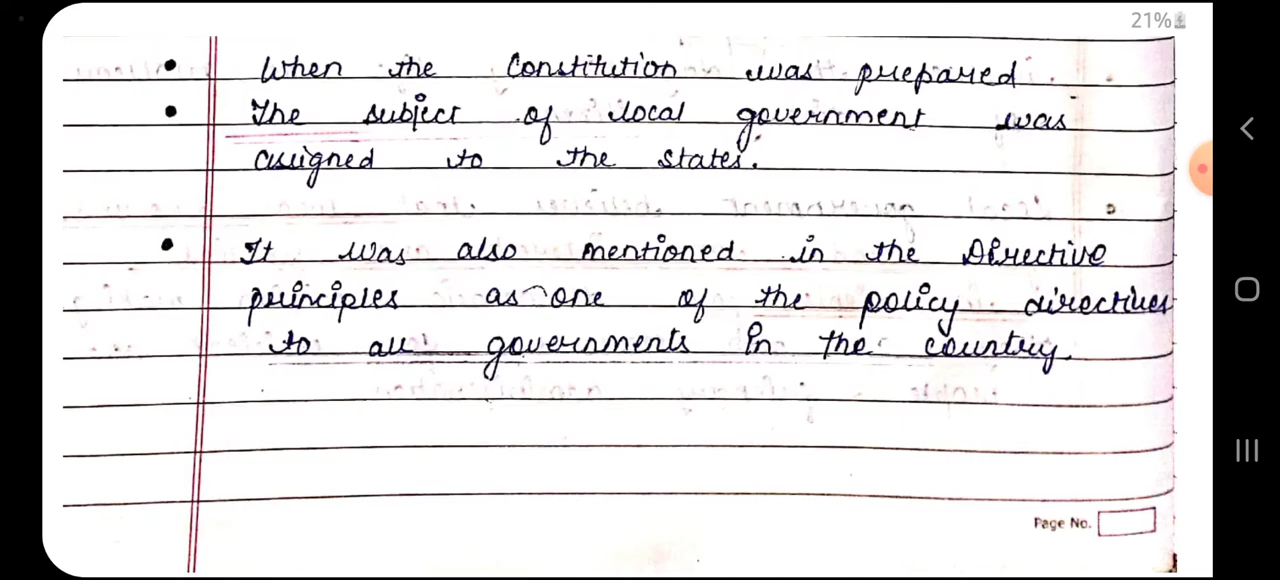 21%
• When the Constitution was prepared.
• The subject of local government was
assigned to the states.
• It was also mentioned in the Directive
principles as one of the policy directives
to all governments in the country.
Page No.